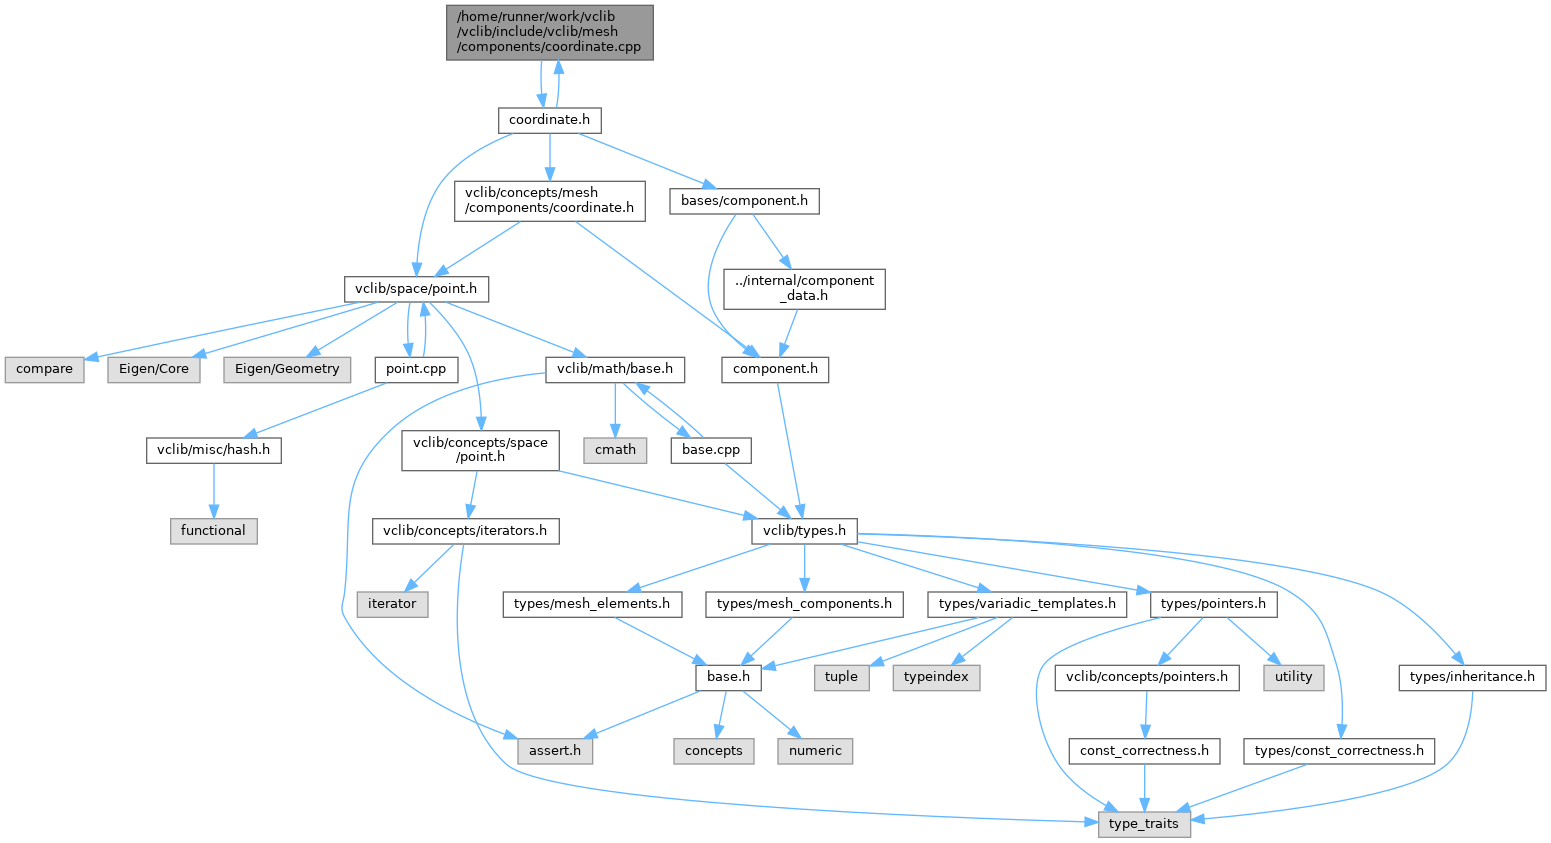 /home/runner/work/vclib
/vclib/include/vclib/mesh
/components/coordinate.cpp
coordinate.h
vclib/concepts/mesh
/components/coordinate.h
bases/component.h
../internal/component
_data.h
vclib/space/point.h
compare
Eigen/Core
Eigen/Geometry
point.cpp
vclib/math/base.h
component.h
vclib/misc/hash.h
vclib/concepts/space
/point.h
cmath
base.cpp
functional
vclib/concepts/iterators.h
vclib/types.h
iterator
types/mesh_elements.h
types/mesh_components.h
types/variadic_templates.h
types/pointers.h
base.h
tuple
typeindex
vclib/concepts/pointers.h
utility
types/inheritance.h
assert.h
concepts
numeric
const_correctness.h
types/const_correctness.h
type_traits